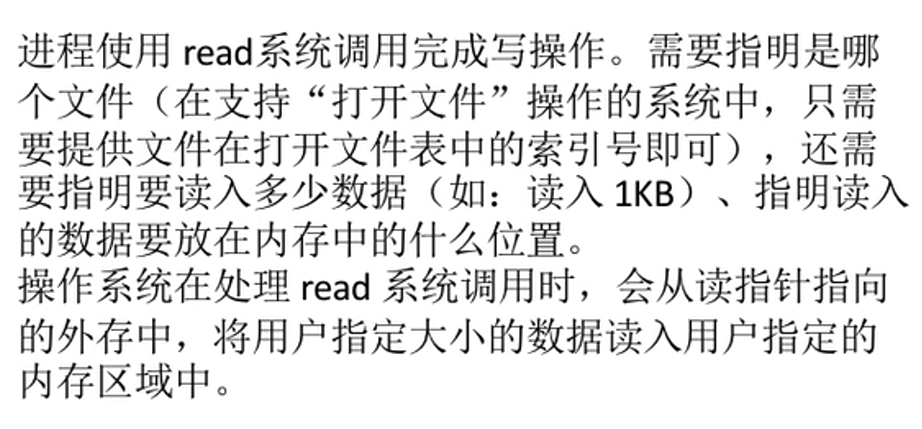 进程使用 read系统调用完成写操作。需要指明是哪
个文件（在支持“打开文件”操作的系统中，只需
要提供文件在打开文件表中的索引号即可），还需
要指明要读入多少数据（如：读入 1KB）、指明读入
的数据要放在内存中的什么位置。
操作系统在处理 read 系统调用时，会从读指针指向
的外存中，将用户指定大小的数据读入用户指定的
内存区域中。